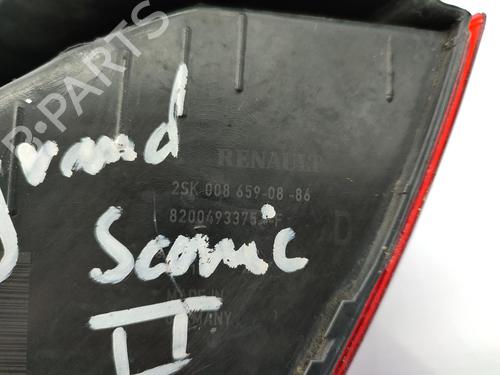 B-PARTS
Grand
RENAULT
2SK 008 659-08 -86
8200493375
Scenic
D
MADE IN
GERMANY
II